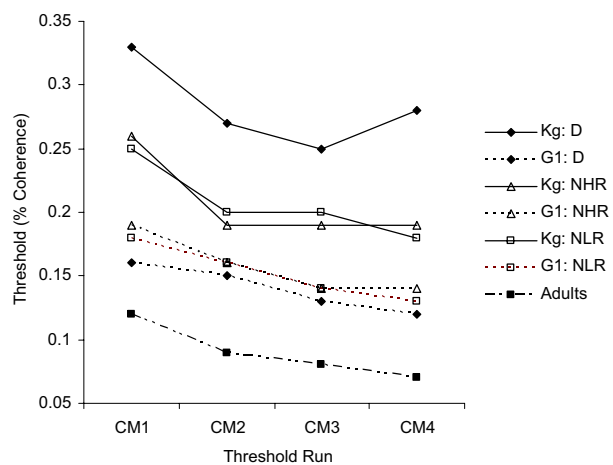 0.35
0.3
0.25
0.2
0.15
0.1
0.05
Threshold (% Coherence)
CM1 CM2 CM3 CM4
Threshold Run
Kg: D
G1: D
Kg: NHR
G1: NHR
Kg: NLR
G1: NLR
Adults